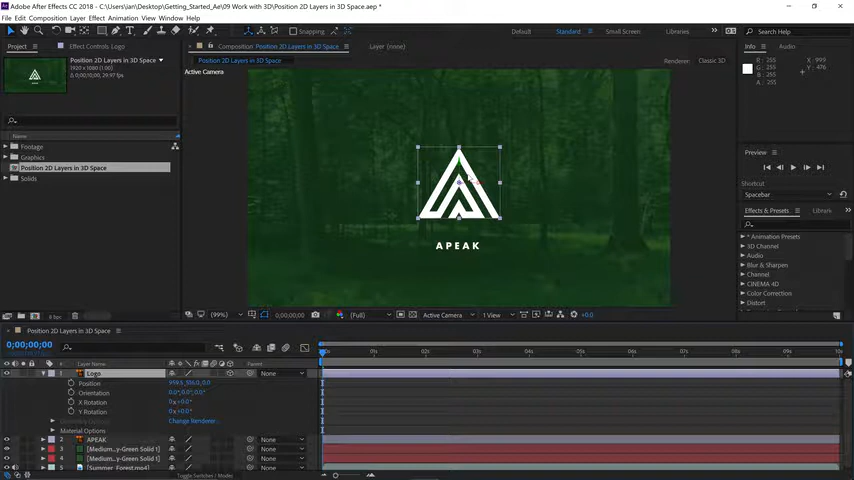 Adobe After Effects CC 2018 - C:\Users\ian\Desktop\Getting_Started_Ae\09 Work with 3D\Position 2D Layers in 3D Space.aep *
File Edit Composition Layer Effect Animation View Window Help
Snapping
Default Standard Small Screen Libraries
Project Effect Controls Logo
Composition Position 2D Layers in 3D Space Layer (none)
Info Audio
Position 2D Layers in 3D Space
1920 x 1080 (1.00)
0;00;10;00, 29.97 fps
Position 2D Layers in 3D Space
Renderer: Classic 3D
Active Camera
R: 255
G: 255
B: 255
A: 255
X: 999
Y: 476
Name
Footage
Graphics
Position 2D Layers in 3D Space
Solids
APEAK
Preview
Shortcut
Spacebar
Effects & Presets Library
* Animation Presets
3D Channel
Audio
Blur & Sharpen
Channel
CINEMA 4D
Color Correction
Distort
8 bpc
(99%) 0;00;00;00 (Full) Active Camera 1 View +0.0
Position 2D Layers in 3D Space
0;00;00;00
Layer Name Parent
01s 02s 03s 04s 05s 06s 07s 08s 09s 10s
1 Logo None
Position
Orientation 0.0°,0.0°,0.0°
X Rotation 0x+0.0°
Y Rotation 0x+0.0°
Change Renderer...
Material Options
2 APEAK None
3 [Medium...y-Green Solid 1] None
4 [Medium...y-Green Solid 1] None
5 [Summer_Forest.mp4] None
Toggle Switches / Modes